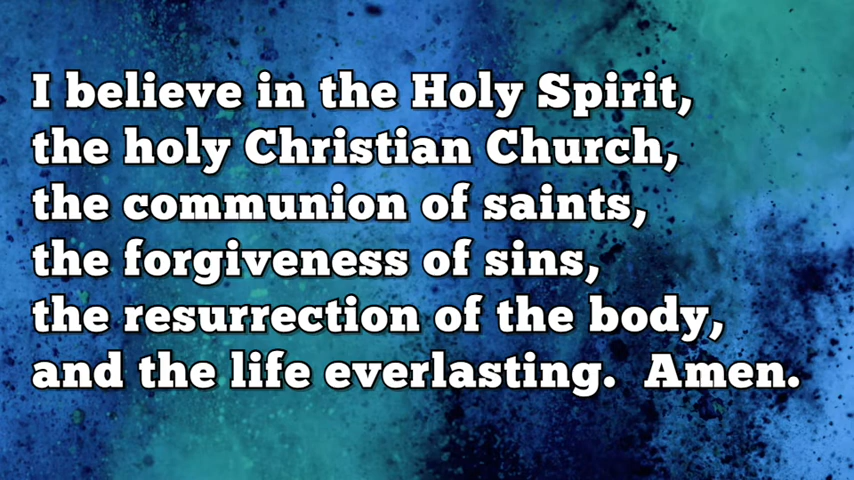 I believe in the Holy Spirit,
the holy Christian Church,
the communion of saints,
the forgiveness of sins,
the resurrection of the body,
and the life everlasting.  Amen.